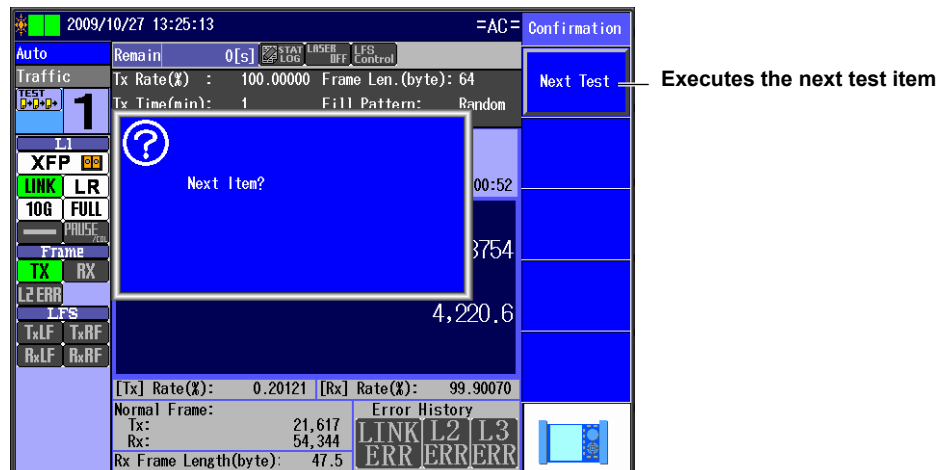 2009/10/27 13:25:13 =AC= Confirmation
Auto
Remain 0[s] STAT LOG LASER OFF LFS Control
Traffic
Tx Rate(%) : 100.00000 Frame Len.(byte): 64
Next Test
Executes the next test item
TEST
Tx Time(min): 1 Fill Pattern: Random
1
L1
XFP
Next Item?
LINK LR
00:52
10G FULL
PAUSE /COL
Frame
3754
TX RX
L2 ERR
LFS
4,220.6
TxLF TxRF
RxLF RxRF
[Tx] Rate(%): 0.20121 [Rx] Rate(%): 99.90070
Normal Frame: Error History
Tx: 21,617
Rx: 54,344
LINK ERR L2 ERR L3 ERR
Rx Frame Length(byte): 47.5